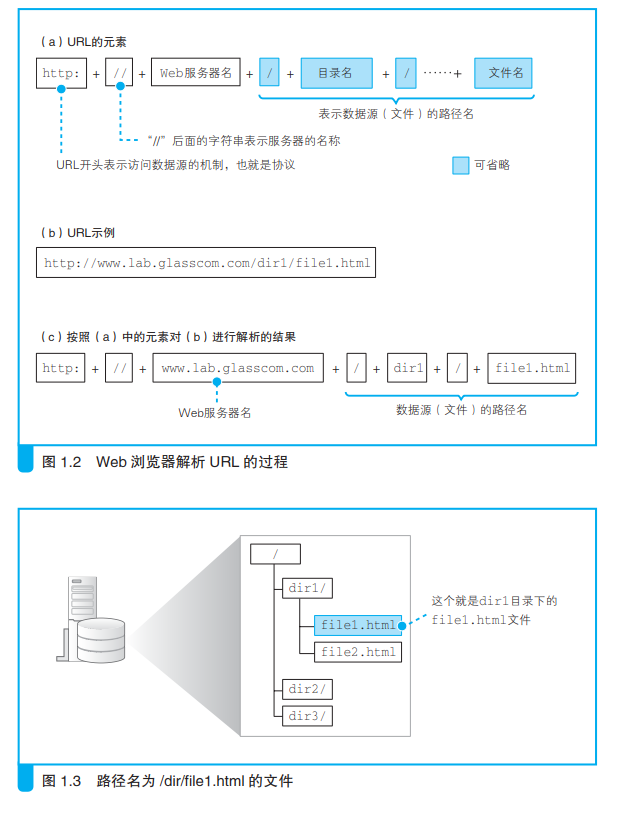 （a）URL的元素
http: + // + Web服务器名 + / + 目录名 + / ……+ 文件名
表示数据源（文件）的路径名
“//”后面的字符串表示服务器的名称
URL开头表示访问数据源的机制，也就是协议
可省略
（b）URL示例
http://www.lab.glasscom.com/dir1/file1.html
（c）按照（a）中的元素对（b）进行解析的结果
http: + // + www.lab.glasscom.com + / + dir1 + / + file1.html
Web服务器名
数据源（文件）的路径名
图 1.2 Web 浏览器解析 URL 的过程
/
dir1/
file1.html
file2.html
dir2/
dir3/
这个就是dir1目录下的
file1.html文件
图 1.3 路径名为 /dir/file1.html 的文件